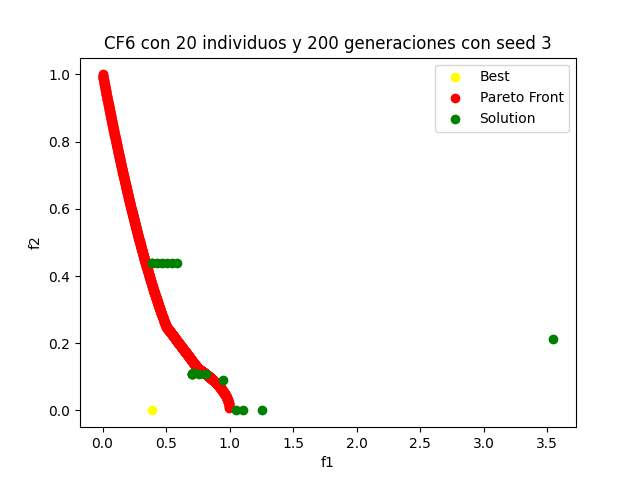 CF6 con 20 individuos y 200 generaciones con seed 3
Best
Pareto Front
Solution
1.0
0.8
0.6
0.4
0.2
0.0
f2
0.0 0.5 1.0 1.5 2.0 2.5 3.0 3.5
f1